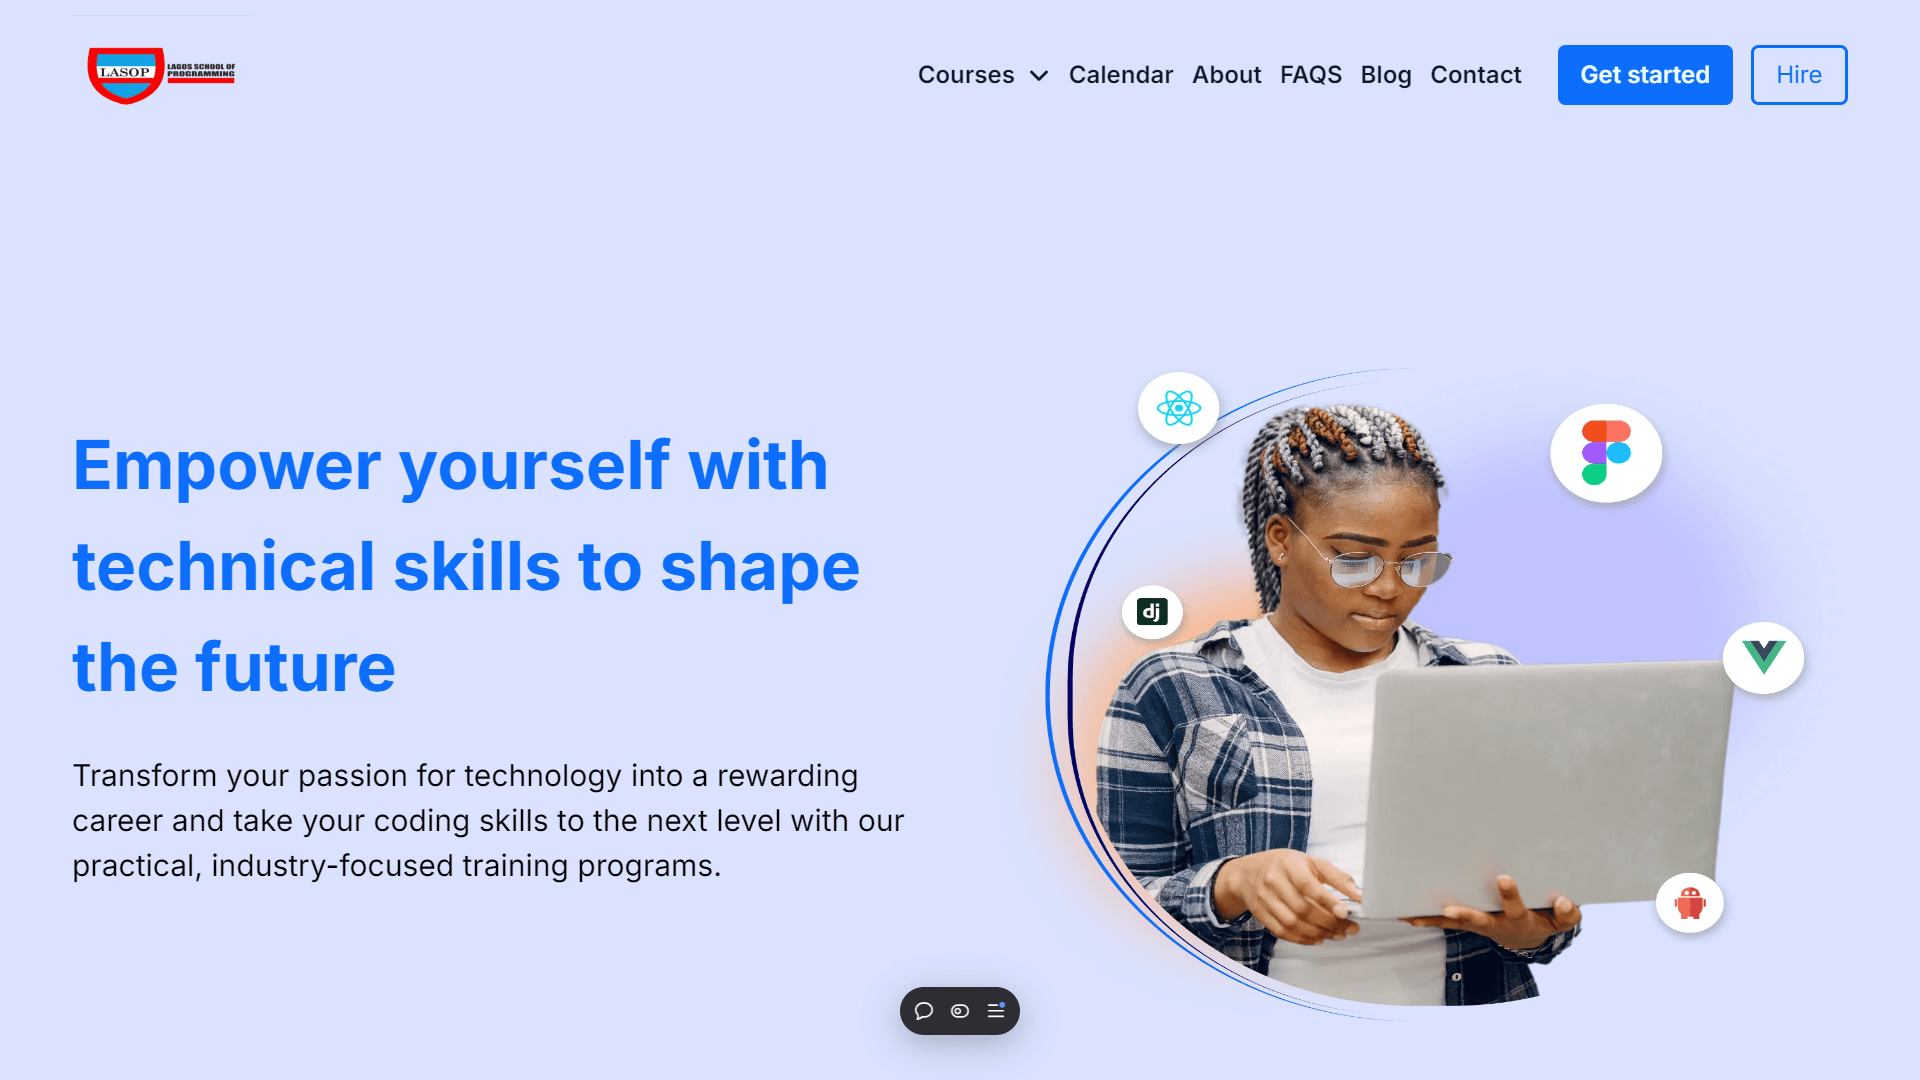 LASOP
LAGOS SCHOOL OF
PROGRAMMING
Courses
Calendar
About
FAQS
Blog
Contact
Get started
Hire
Empower yourself with
technical skills to shape
the future
Transform your passion for technology into a rewarding
career and take your coding skills to the next level with our
practical, industry-focused training programs.
dj